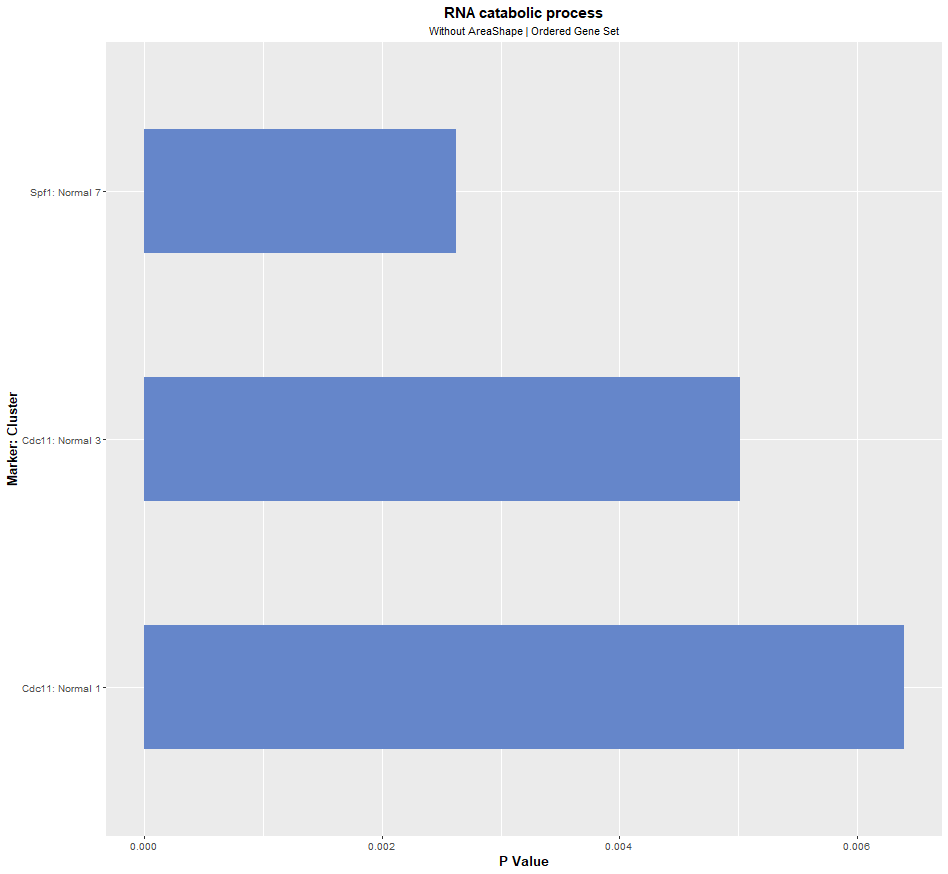 RNA catabolic process
Without AreaShape | Ordered Gene Set
Marker: Cluster
Spf1: Normal 7
Cdc11: Normal 3
Cdc11: Normal 1
0.000 0.002 0.004 0.006
P Value